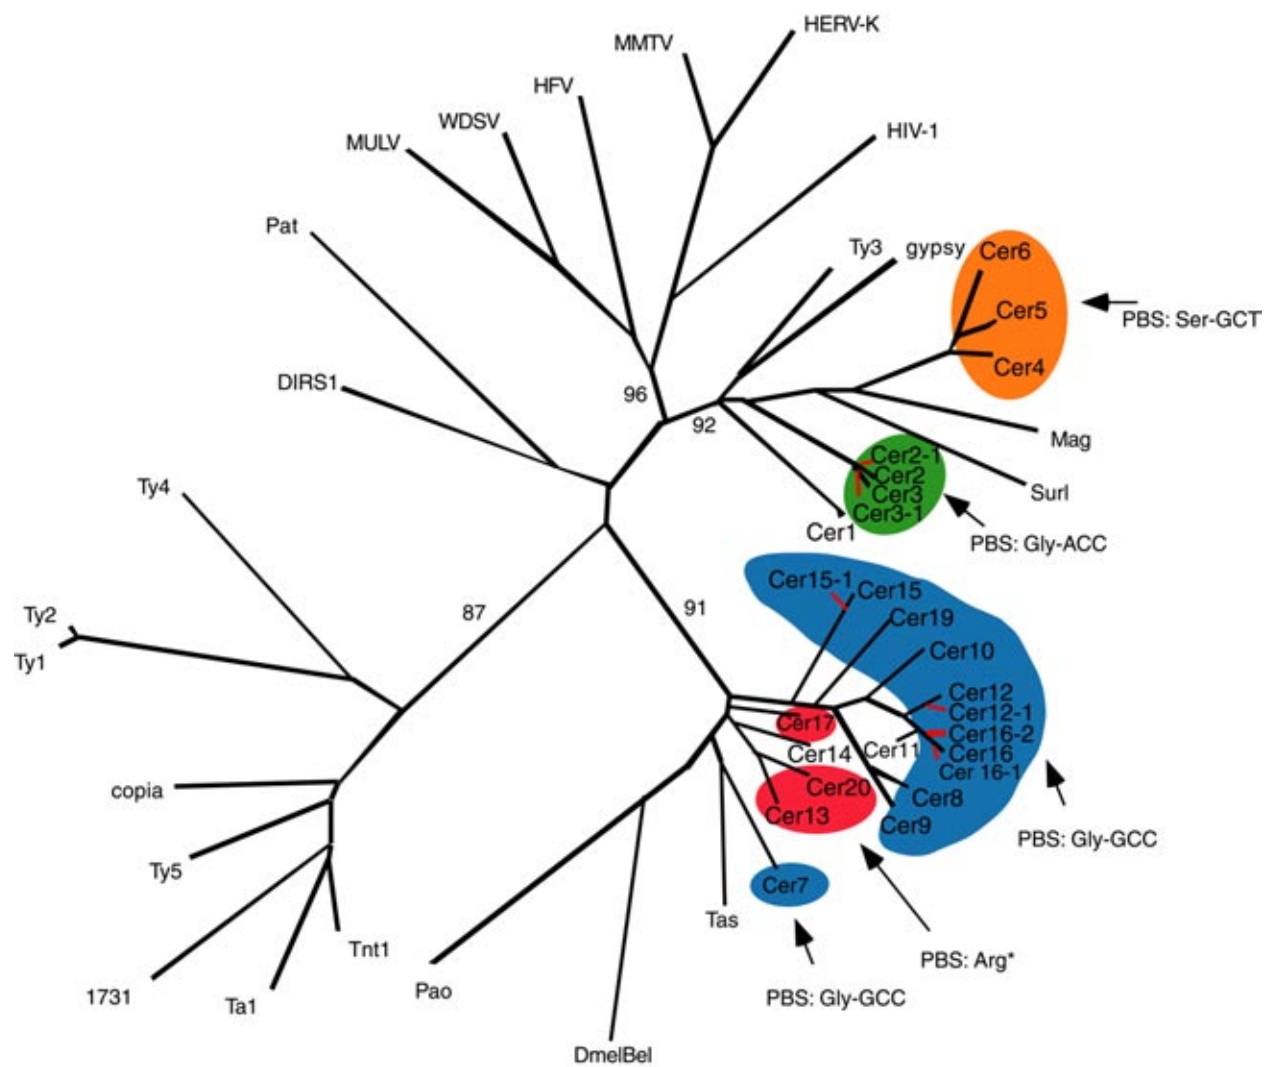 HERV-K
MMTV
HFV
WDSV
HIV-1
MULV
Pat
Ty3
gypsy
Cer6
Cer5
PBS: Ser-GCT
Cer4
DIRS1
96
92
Mag
Cer2-1
Cer2
Ty4
Cer3
Surl
Cer3-1
Cer1
PBS: Gly-ACC
Cer15-1
Cer15
87
91
Ty2
Cer19
Ty1
Cer10
Cer12
Cer12-1
Cer17
Cer16-2
Cer14
Cer11
Cer16
Cer 16-1
copia
Cer20
Cer8
Cer13
Cer9
PBS: Gly-GCC
Ty5
Cer7
Tas
Tnt1
PBS: Arg*
Pao
1731
Ta1
PBS: Gly-GCC
DmelBel